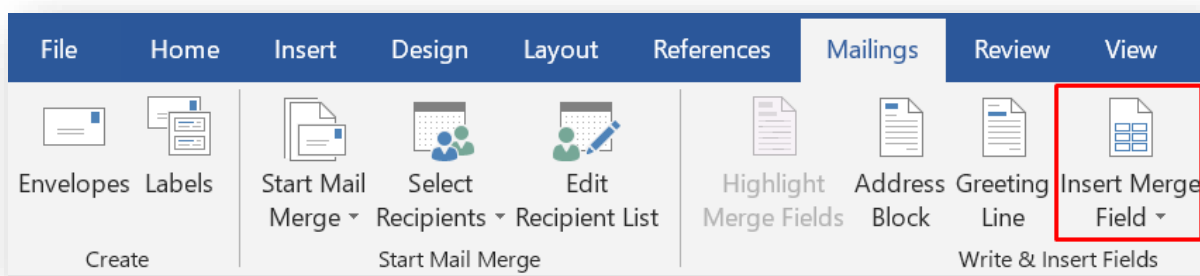 File Home Insert Design Layout References Mailings Review View
Envelopes Labels Start Mail Select Edit Highlight Address Greeting Insert Merge
Merge Recipients Recipient List Merge Fields Block Line Field
Create Start Mail Merge Write & Insert Fields